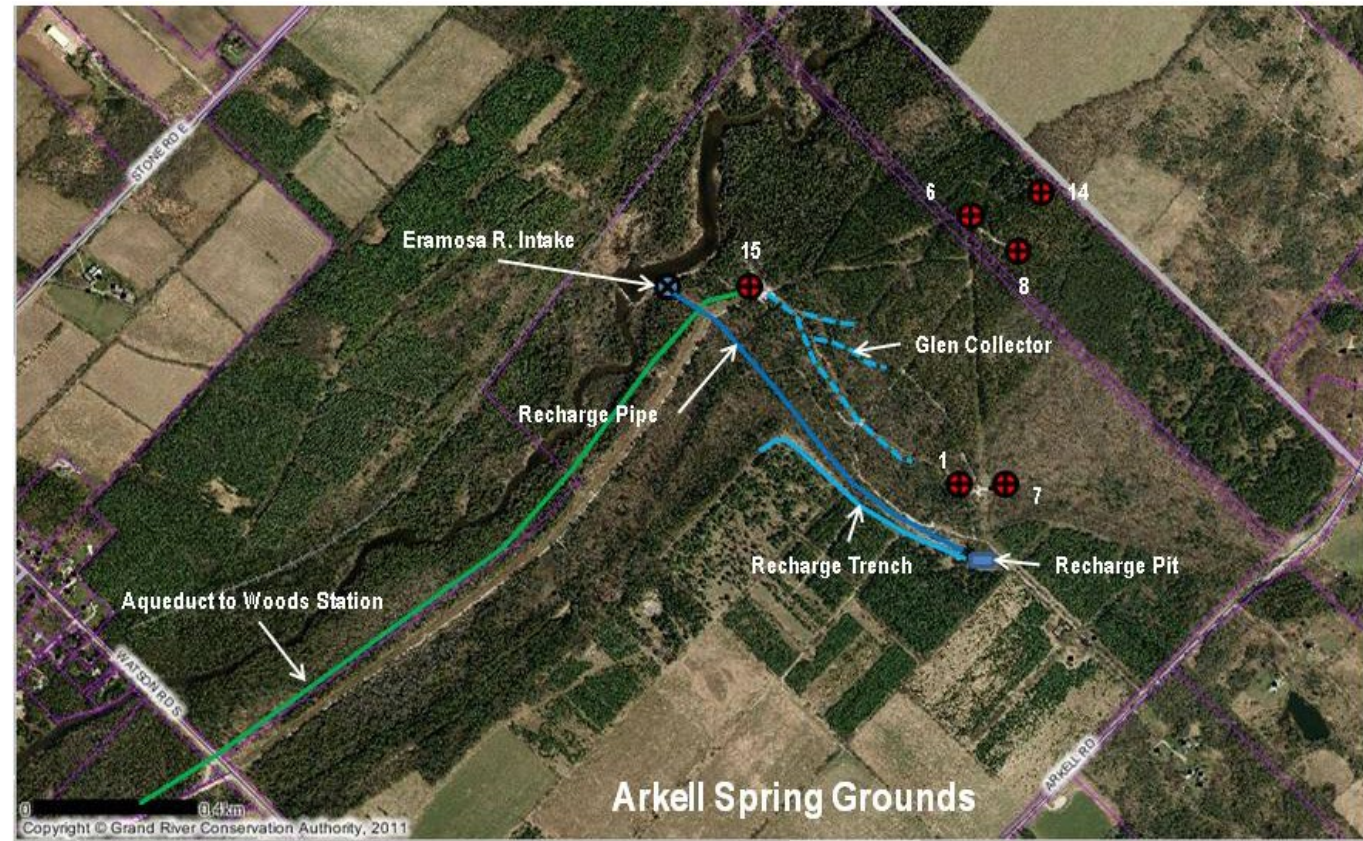 STONE RD E
6
14
Eramosa R. Intake
15
8
Glen Collector
Recharge Pipe
1
7
Recharge Trench
Recharge Pit
Aqueduct to Woods Station
WATSON RD S
ARKELL RD
Arkell Spring Grounds
0 0.4km
Copyright © Grand River Conservation Authority, 2011